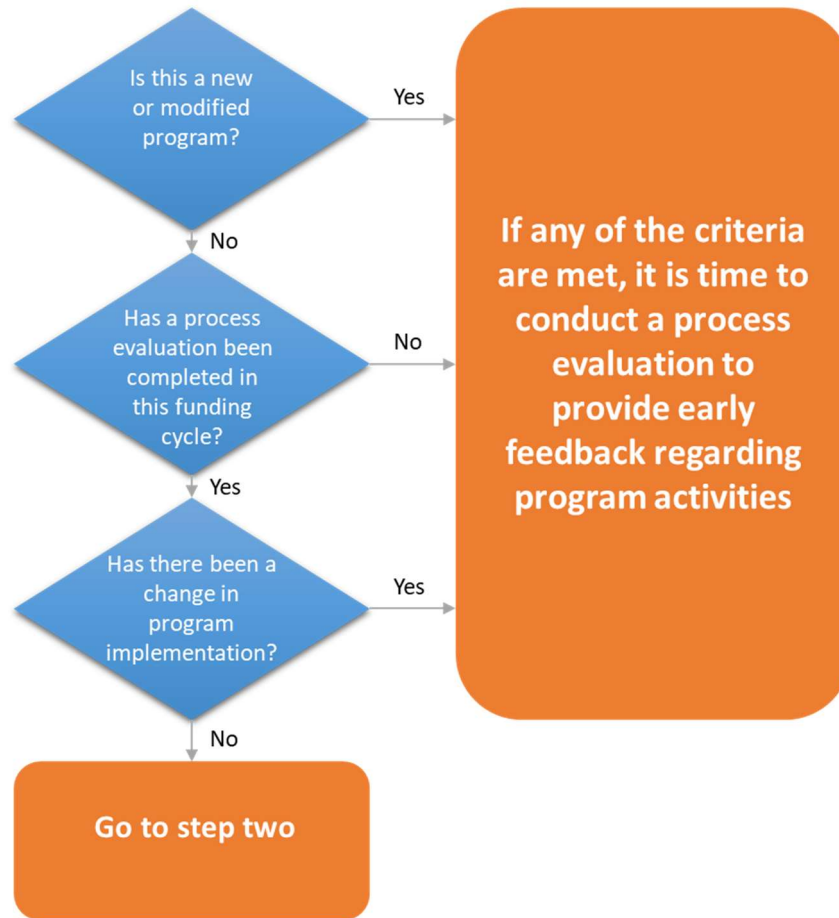 Is this a new
or modified
program?
Yes
No
Has a process
evaluation been
completed in
this funding
cycle?
No
Yes
Has there been a
change in
program
implementation?
Yes
No
Go to step two
If any of the criteria
are met, it is time to
conduct a process
evaluation to
provide early
feedback regarding
program activities